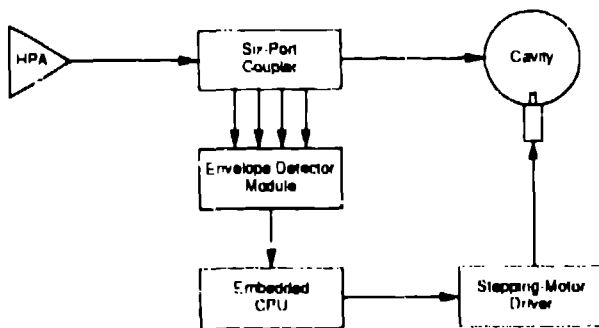 HPA
Six-Port
Coupler
Cavity
Envelope Detector
Module
Embedded
CPU
Stepping-Motor
Driver